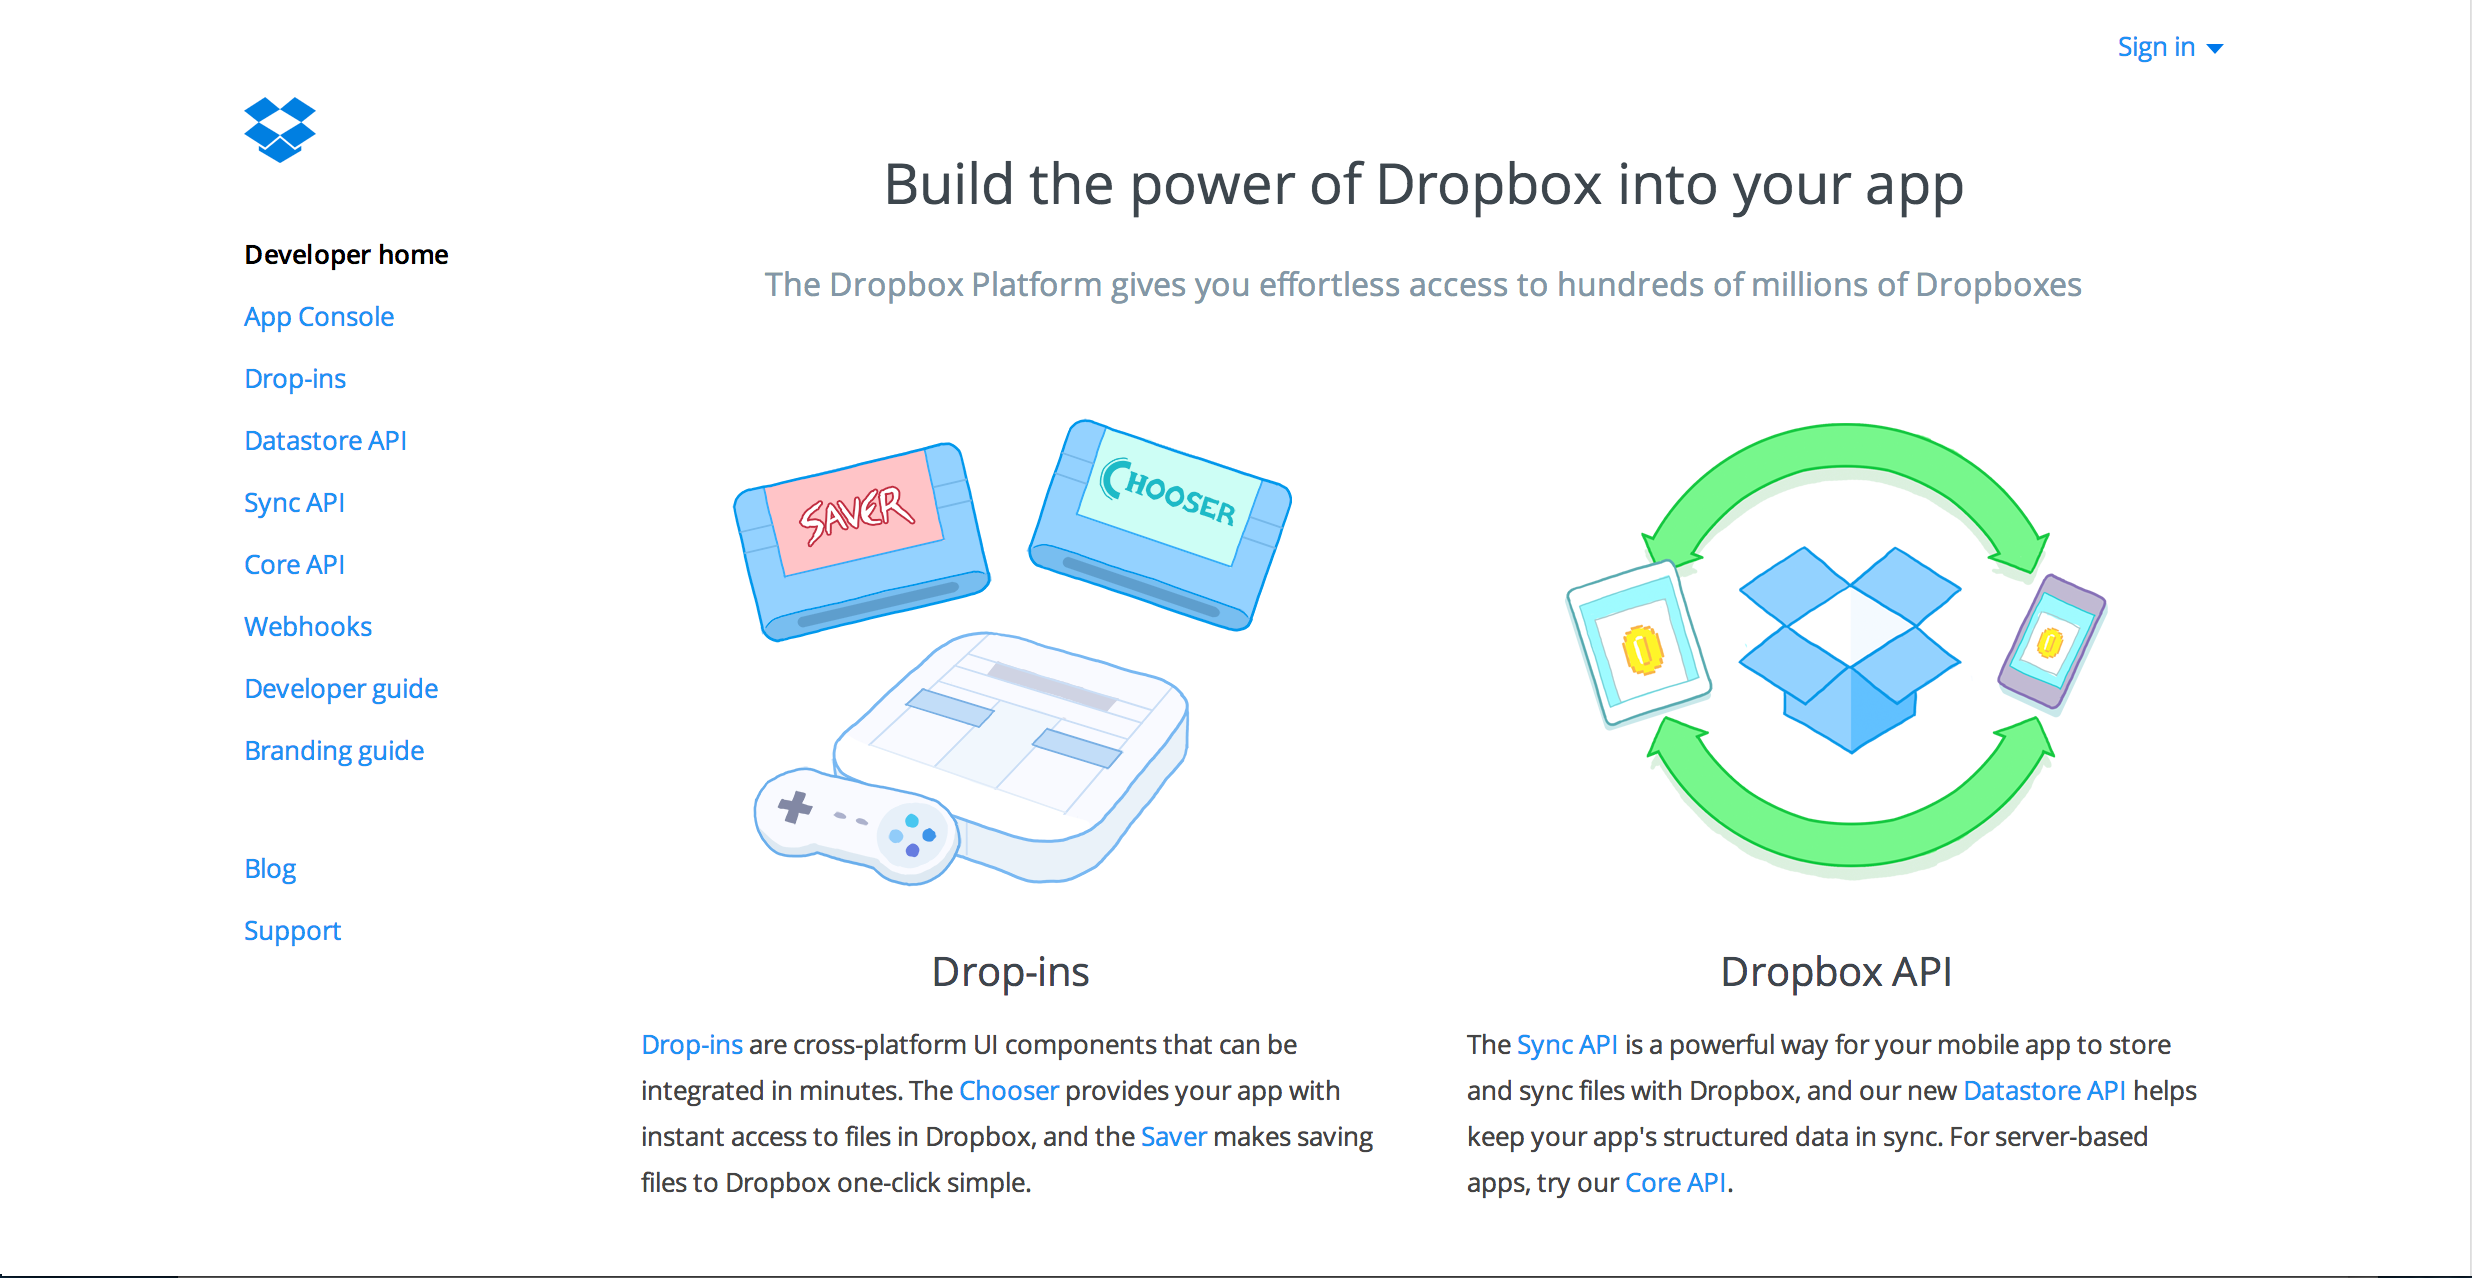 Sign in
Developer home
App Console
Drop-ins
Datastore API
Sync API
Core API
Webhooks
Developer guide
Branding guide
Blog
Support
Build the power of Dropbox into your app
The Dropbox Platform gives you effortless access to hundreds of millions of Dropboxes
SAVER
CHOOSER
Drop-ins
Drop-ins are cross-platform UI components that can be
integrated in minutes. The Chooser provides your app with
instant access to files in Dropbox, and the Saver makes saving
files to Dropbox one-click simple.
Dropbox API
The Sync API is a powerful way for your mobile app to store
and sync files with Dropbox, and our new Datastore API helps
keep your app's structured data in sync. For server-based
apps, try our Core API.